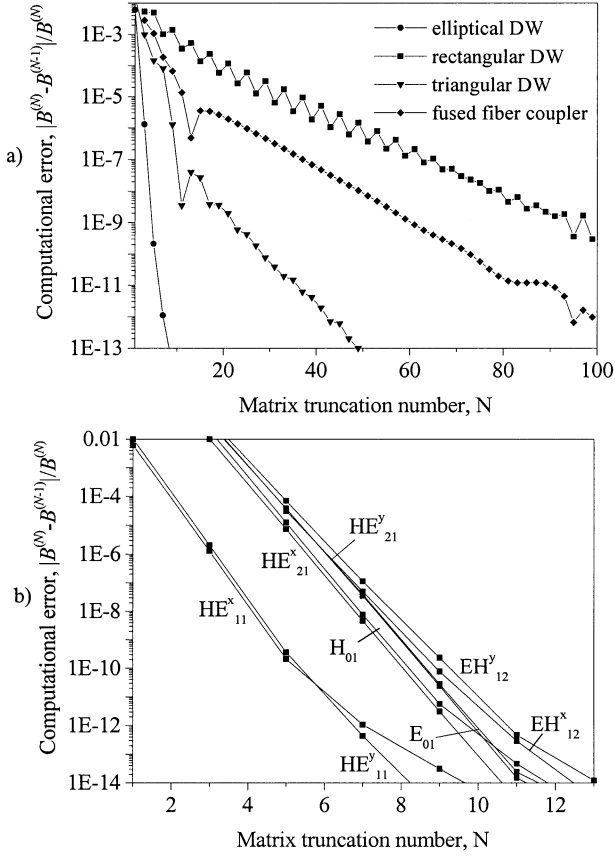 a)
Computational error, |B^(N)-B^(N-1)|/B^(N)
1E-3
1E-5
1E-7
1E-9
1E-11
1E-13
elliptical DW
rectangular DW
triangular DW
fused fiber coupler
20 40 60 80 100
Matrix truncation number, N
b)
Computational error, |B^(N)-B^(N-1)|/B^(N)
0.01
1E-4
1E-6
1E-8
1E-10
1E-12
1E-14
HE^y_21
HE^x_21
HE^x_11
H_01
EH^y_12
E_01
EH^x_12
HE^y_11
2 4 6 8 10 12
Matrix truncation number, N